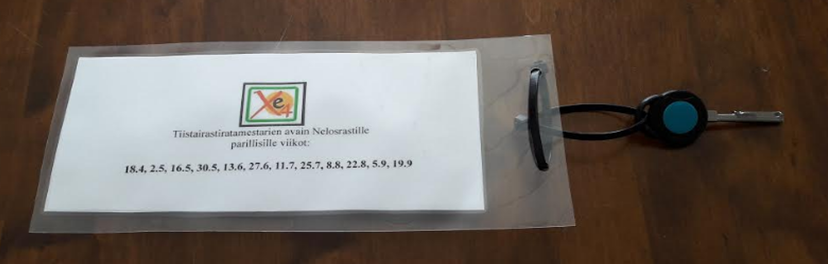 Xe4
Tiistairastiratamestarien avain Nelosrastille
parillisille viikot:
18.4, 2.5, 16.5, 30.5, 13.6, 27.6, 11.7, 25.7, 8.8, 22.8, 5.9, 19.9